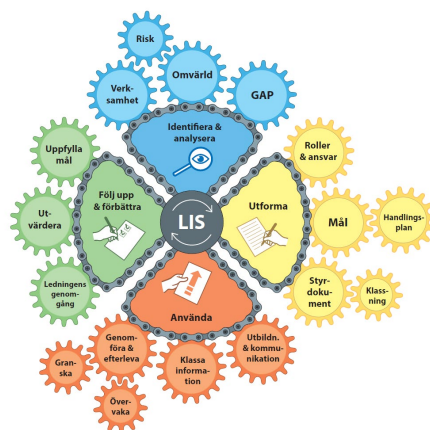 Risk
Omvärld
Verk-
samhet
GAP
Identifiera &
analysera
Uppfylla
mål
Roller
& ansvar
Följ upp
& förbättra
Utforma
LIS
Ut-
värdera
Mål
Handlings-
plan
Ledningens
genom-
gång
Styr-
doku-
ment
Klass-
ning
Använda
Genom-
föra &
efterleva
Utbildn.
& kommu-
nikation
Gran-
ska
Klassa
informa-
tion
Över-
vaka